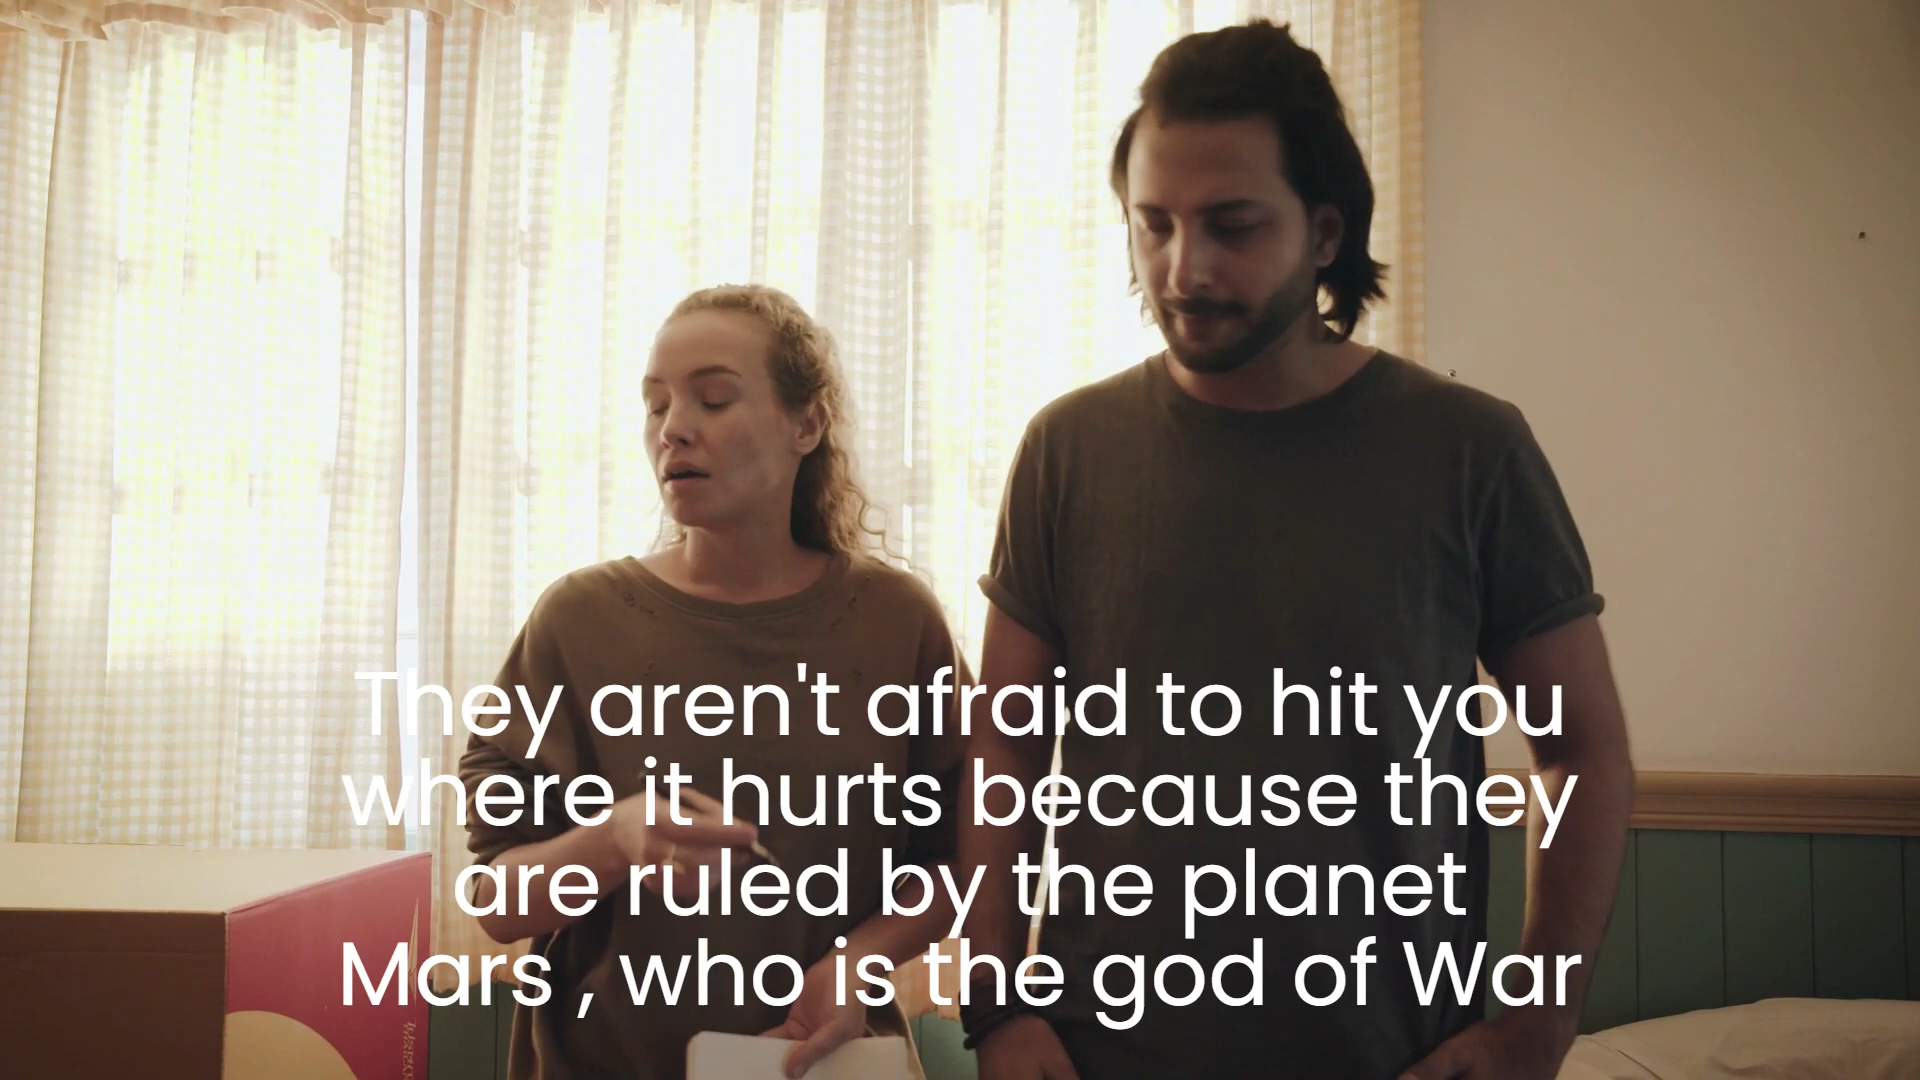 They aren't afraid to hit you
where it hurts because they
are ruled by the planet
Mars , who is the god of War